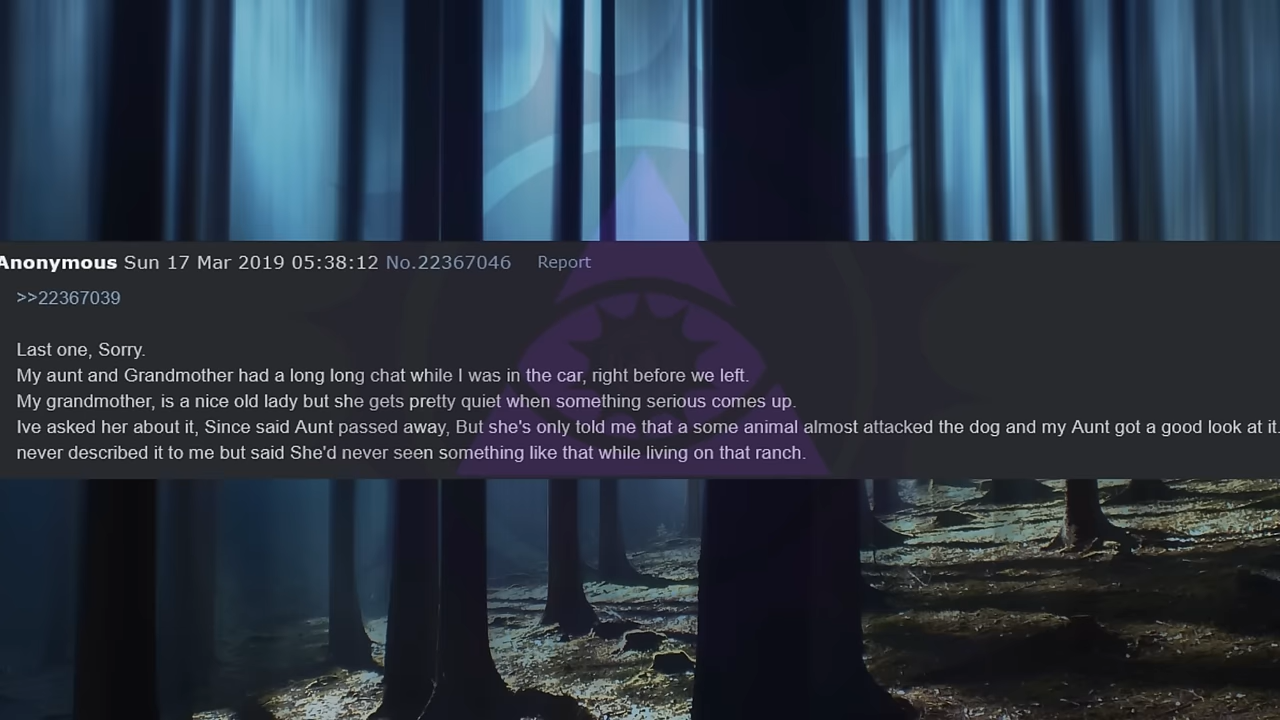 Anonymous Sun 17 Mar 2019 05:38:12 No.22367046 Report
>>22367039
Last one, Sorry.
My aunt and Grandmother had a long long chat while I was in the car, right before we left.
My grandmother, is a nice old lady but she gets pretty quiet when something serious comes up.
Ive asked her about it, Since said Aunt passed away, But she's only told me that a some animal almost attacked the dog and my Aunt got a good look at it.
never described it to me but said She'd never seen something like that while living on that ranch.